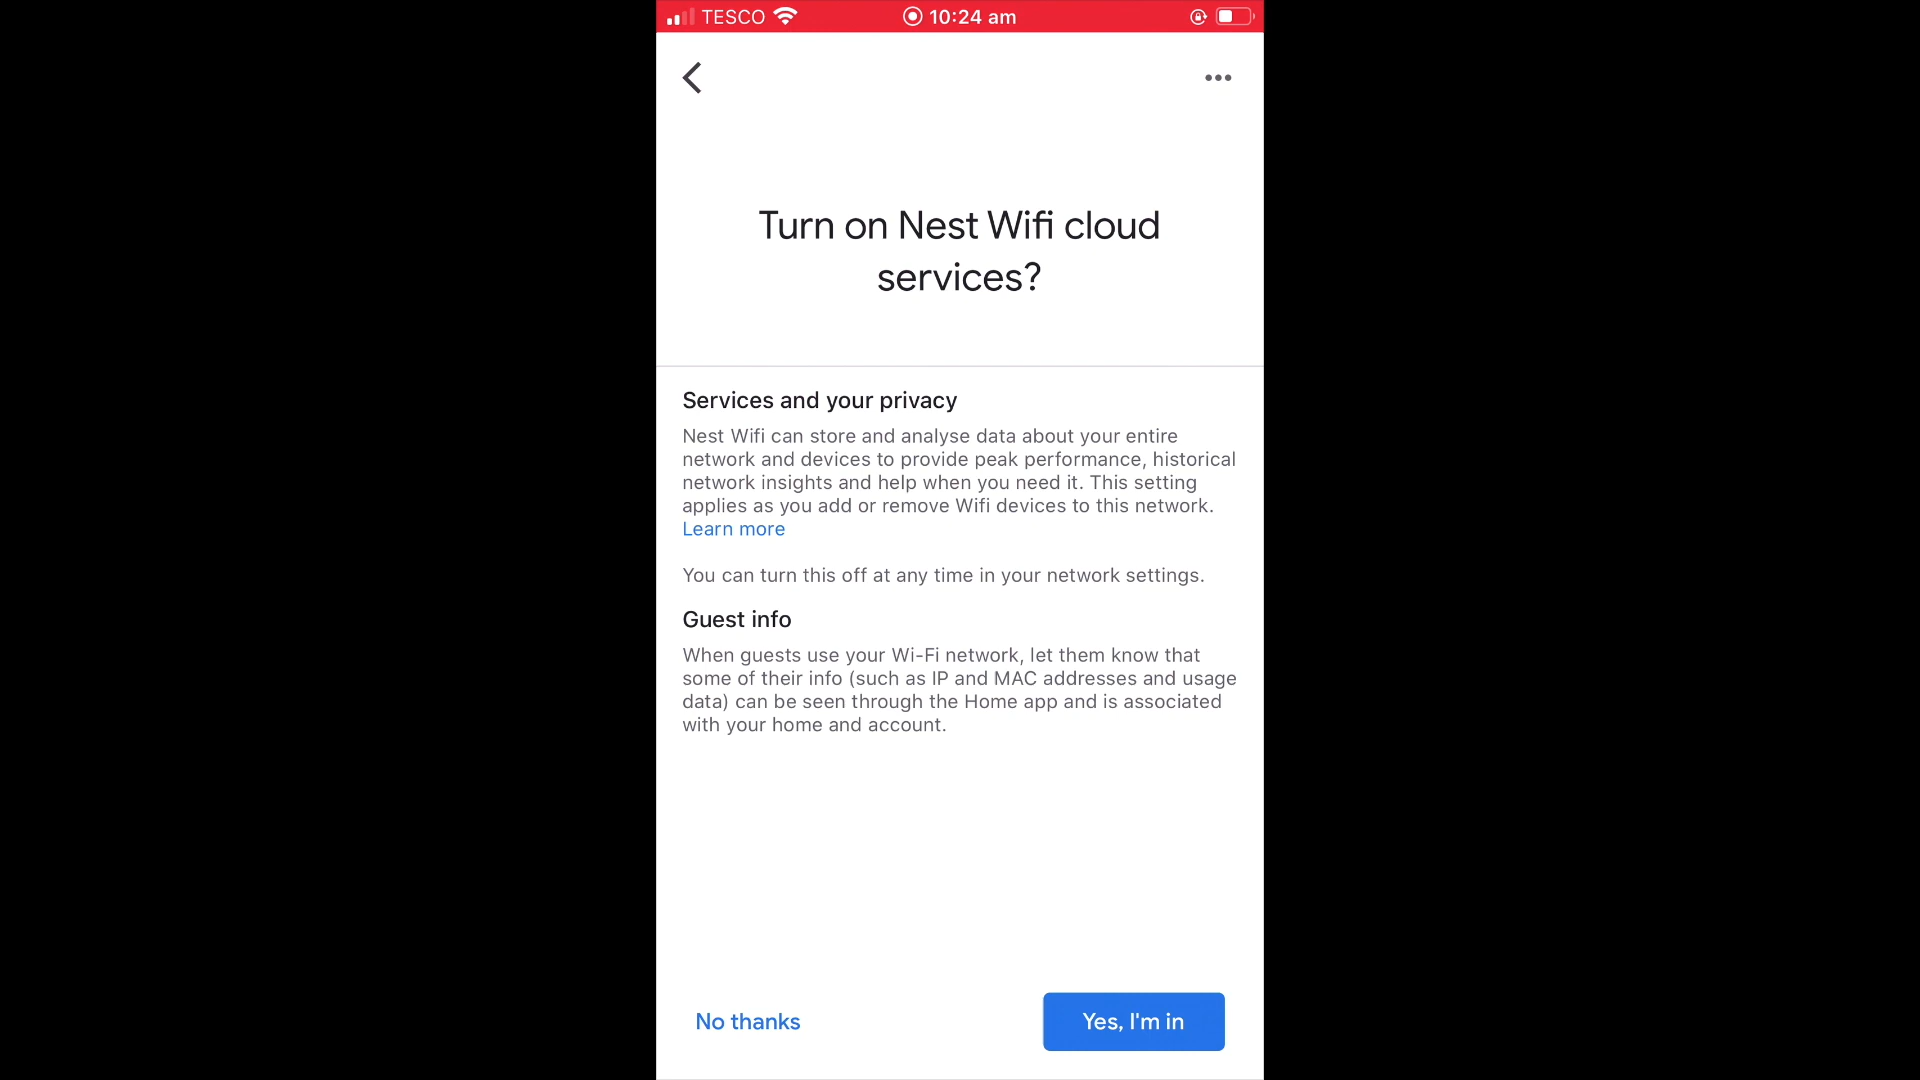 TESCO 10:24 am
Turn on Nest Wifi cloud
services?
Services and your privacy
Nest Wifi can store and analyse data about your entire
network and devices to provide peak performance, historical
network insights and help when you need it. This setting
applies as you add or remove Wifi devices to this network.
Learn more
You can turn this off at any time in your network settings.
Guest info
When guests use your Wi-Fi network, let them know that
some of their info (such as IP and MAC addresses and usage
data) can be seen through the Home app and is associated
with your home and account.
No thanks Yes, I'm in